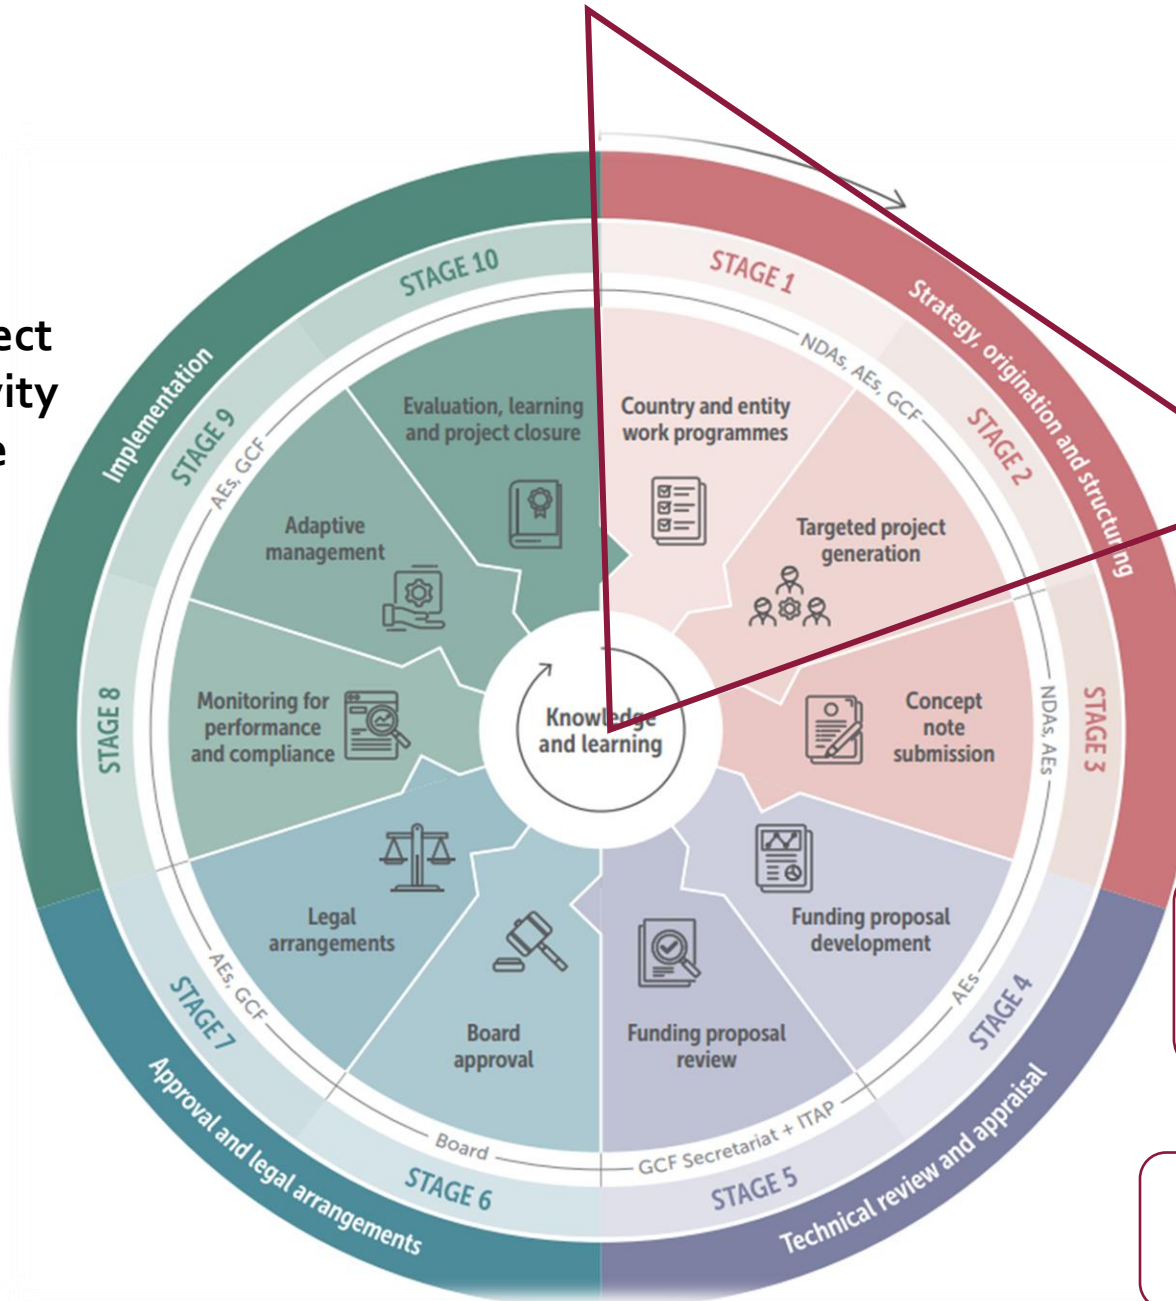 ect
vity
e
STAGE 1
STAGE 2
STAGE 3
STAGE 4
STAGE 5
STAGE 6
STAGE 7
STAGE 8
STAGE 9
STAGE 10
Strategy, origination and structuring
Technical review and appraisal
Approval and legal arrangements
Implementation
NDAs, AEs, GCF
NDAs, AEs
AEs
GCF Secretariat + ITAP
Board
AEs, GCF
AEs, GCF
Country and entity
work programmes
Targeted project
generation
Concept
note
submission
Funding proposal
development
Funding proposal
review
Board
approval
Legal
arrangements
Monitoring for
performance
and compliance
Adaptive
management
Evaluation, learning
and project closure
Knowledge
and learning